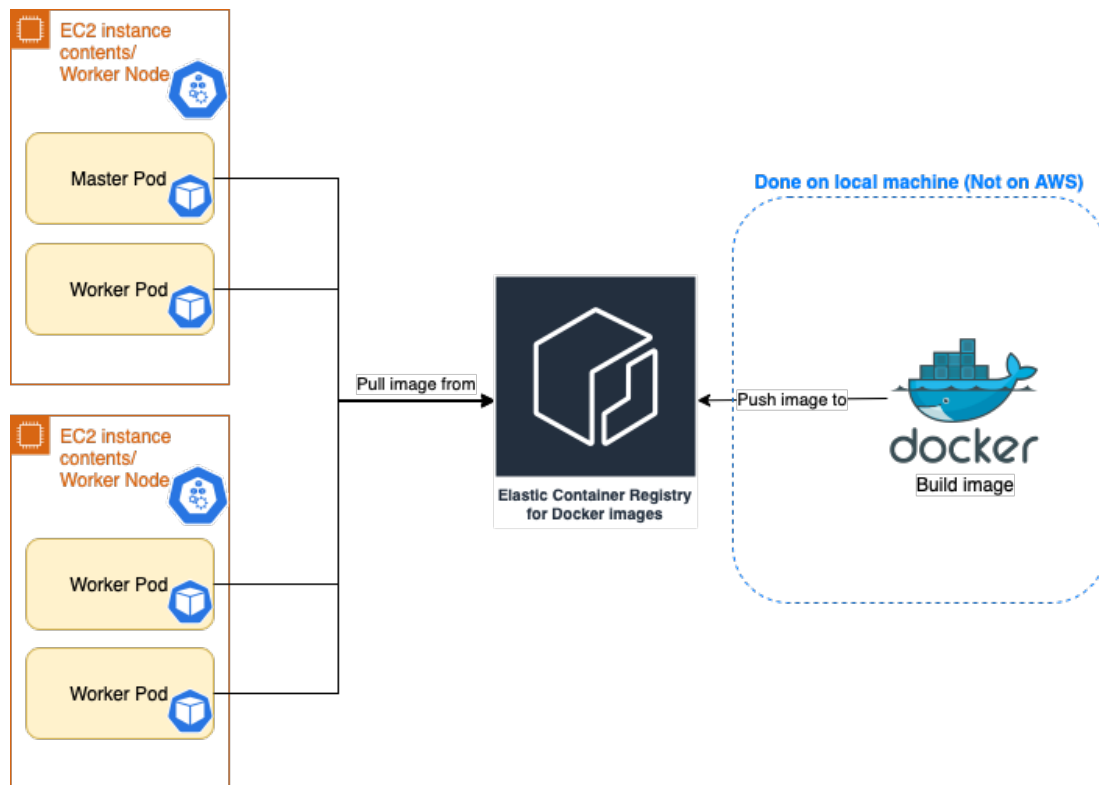 EC2 instance
contents/
Worker Node
Master Pod
Worker Pod
EC2 instance
contents/
Worker Node
Worker Pod
Worker Pod
Pull image from
Elastic Container Registry
for Docker images
Done on local machine (Not on AWS)
Push image to
docker
Build image